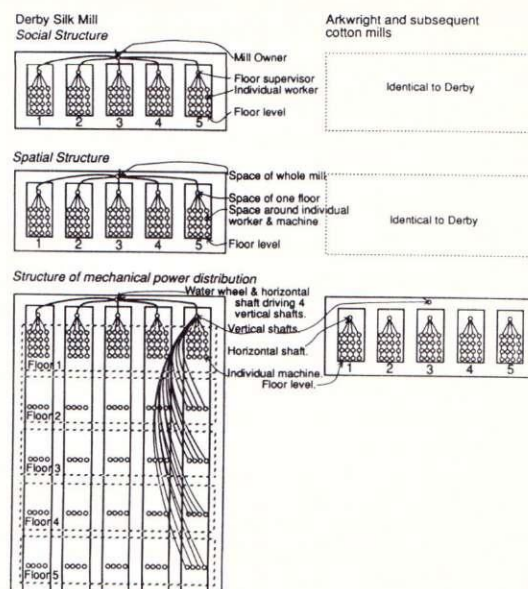 Derby Silk Mill
Social Structure
Arkwright and subsequent
cotton mills
Mill Owner
Floor supervisor
Individual worker
Floor level
1 2 3 4 5
Identical to Derby
Spatial Structure
Space of whole mill
Space of one floor
Space around individual
worker & machine
Floor level
1 2 3 4 5
Identical to Derby
Structure of mechanical power distribution
Water wheel & horizontal
shaft driving 4
vertical shafts.
Vertical shafts.
Horizontal shaft.
Individual machine.
Floor level.
Floor 1
Floor 2
Floor 3
Floor 4
Floor 5
1 2 3 4 5